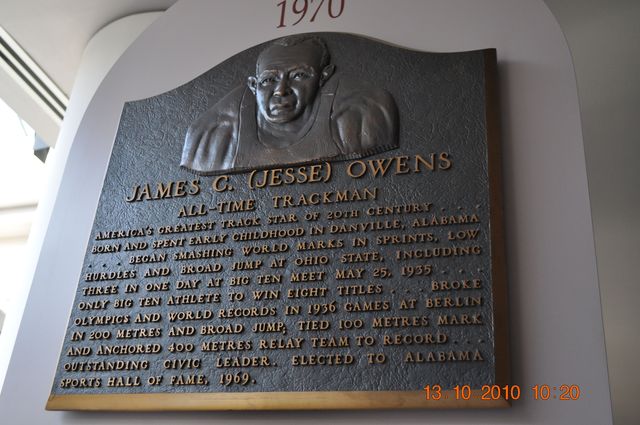 1970
JAMES C. (JESSE) OWENS
ALL-TIME TRACKMAN
AMERICA'S GREATEST TRACK STAR OF 20TH CENTURY . . . .
BORN AND SPENT EARLY CHILDHOOD IN DANVILLE, ALABAMA
. . . BEGAN SMASHING WORLD MARKS IN SPRINTS, LOW
HURDLES AND BROAD JUMP AT OHIO STATE, INCLUDING
THREE IN ONE DAY AT BIG TEN MEET MAY 25, 1935 . . . .
ONLY BIG TEN ATHLETE TO WIN EIGHT TITLES . . . BROKE
OLYMPICS AND WORLD RECORDS IN 1936 GAMES AT BERLIN
IN 200 METRES AND BROAD JUMP; TIED 100 METRES MARK
AND ANCHORED 400 METRES RELAY TEAM TO RECORD . . .
OUTSTANDING CIVIC LEADER. ELECTED TO ALABAMA
SPORTS HALL OF FAME, 1969.
13·10·2010 10:20